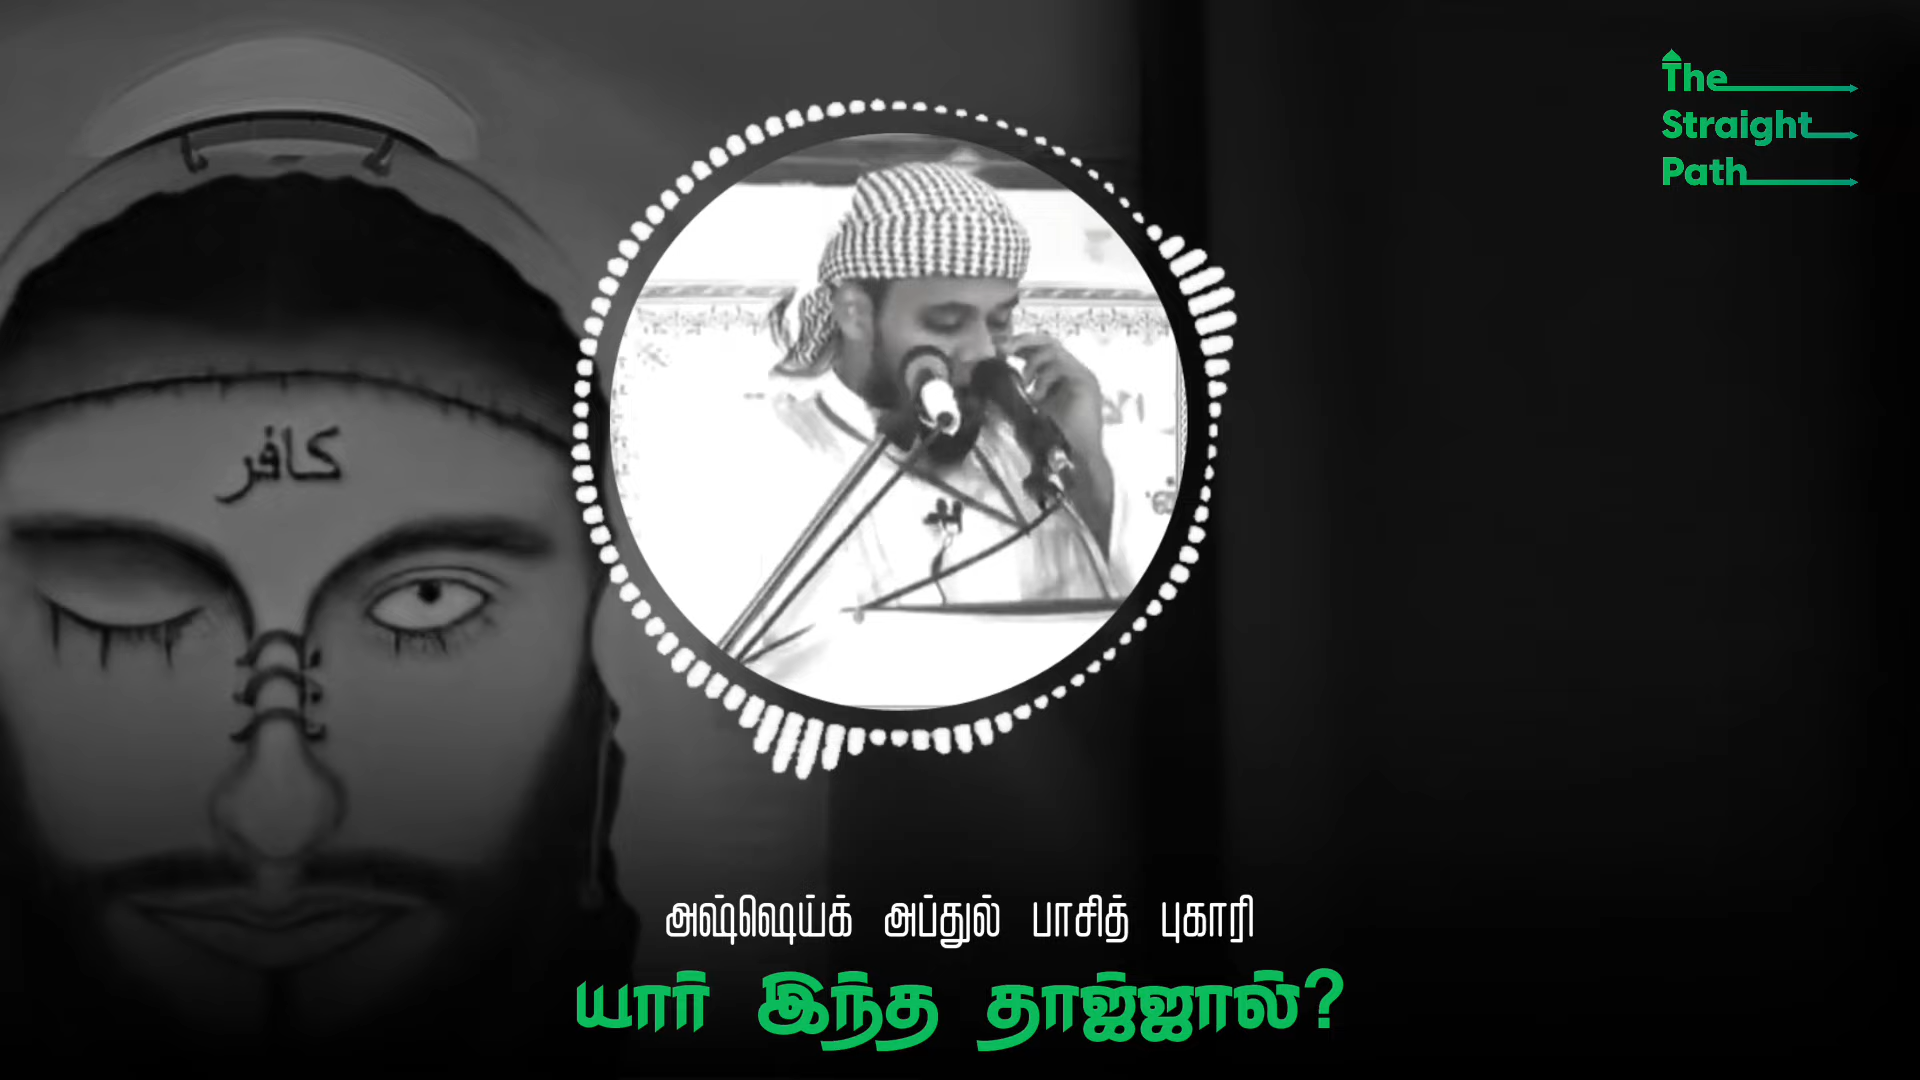 The
Straight
Path
كافر
அஷ்ஷெய்க் அப்துல் பாசித் புகாரி
யார் இந்த தாஜ்ஜால்?